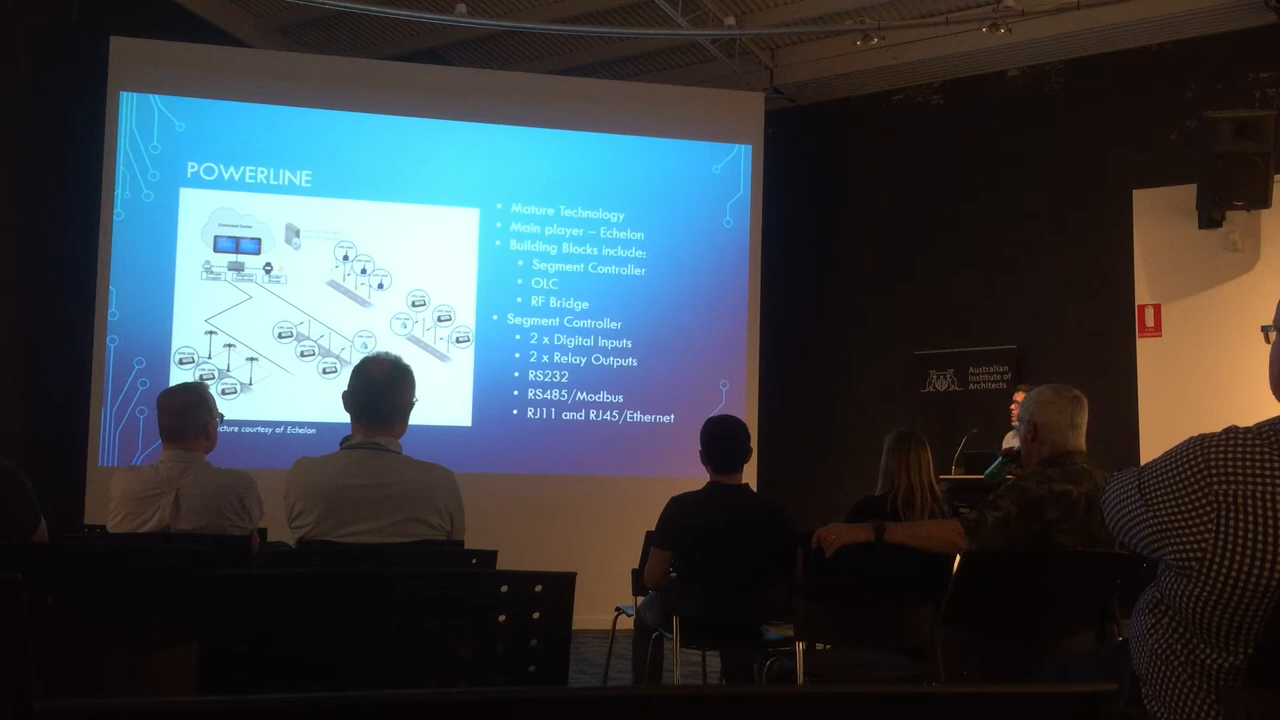 POWERLINE
• Mature Technology
• Main player – Echelon
• Building Blocks include:
• Segment Controller
• OLC
• RF Bridge
• Segment Controller
• 2 x Digital Inputs
• 2 x Relay Outputs
• RS232
• RS485/Modbus
• RJ11 and RJ45/Ethernet
courtesy of Echelon
Australian
Institute of
Architects